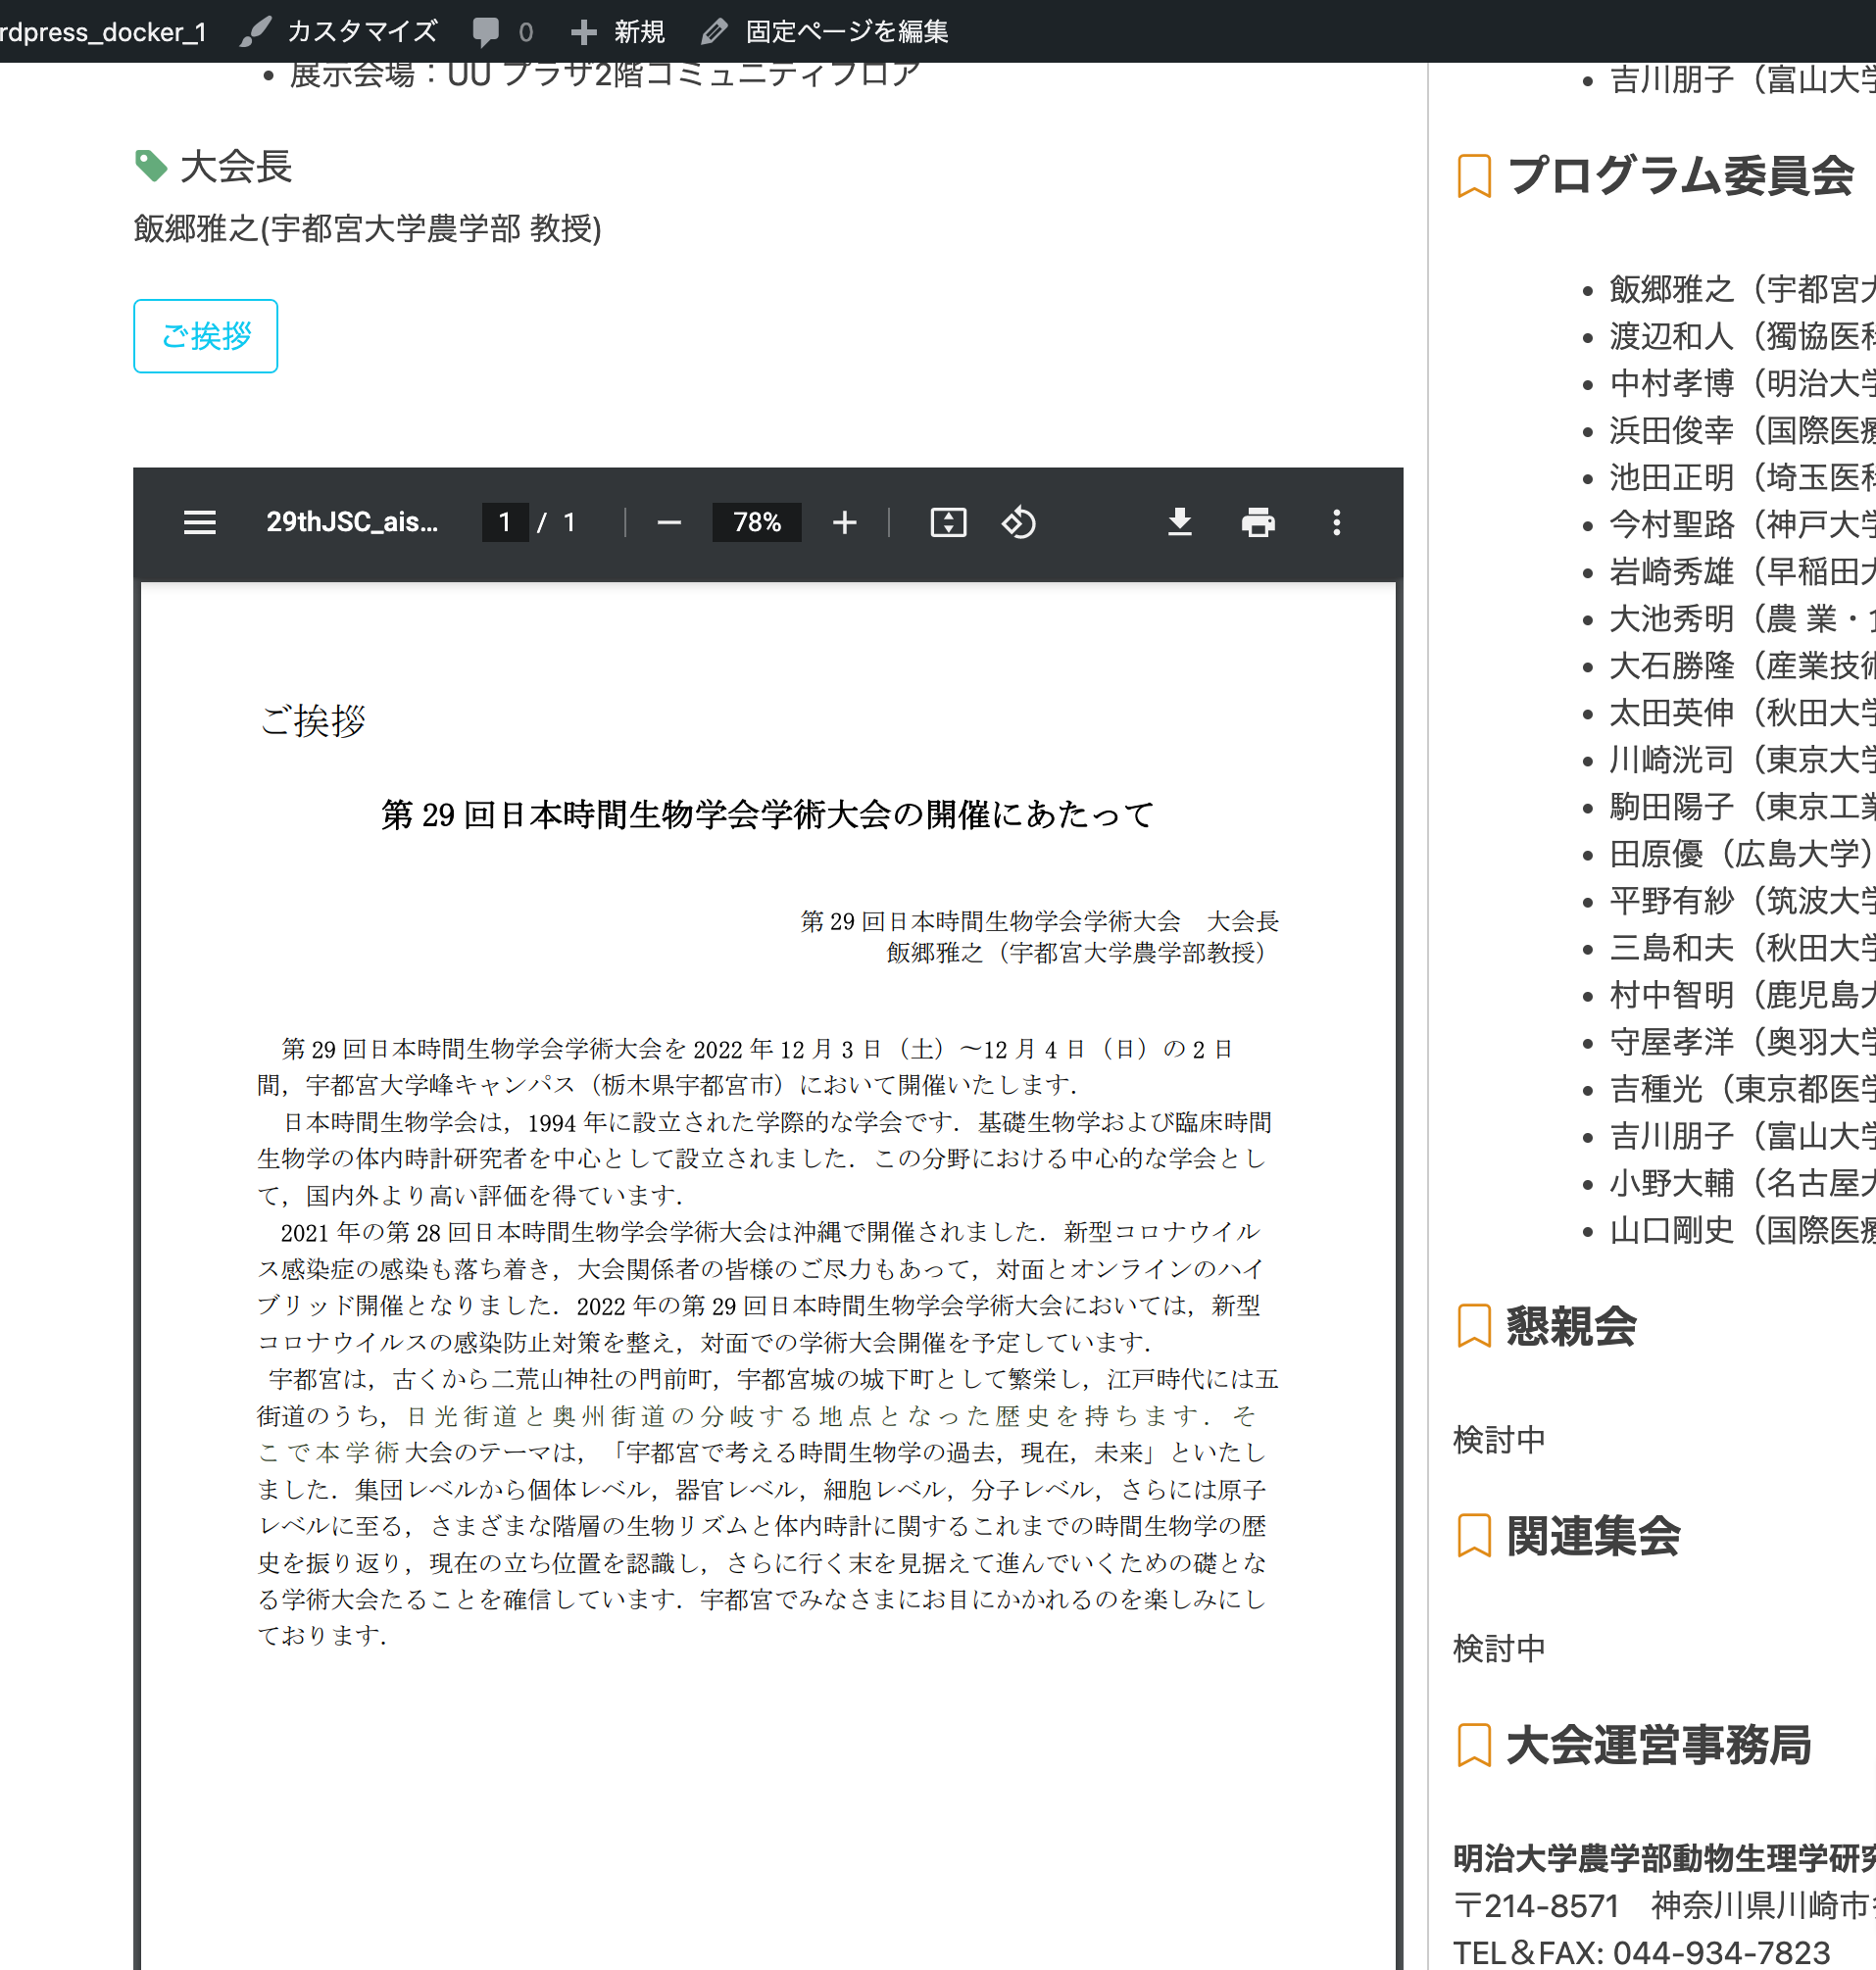 rdpress_docker_1 カスタマイズ 0 新規 固定ページを編集
展示会場：UU プラザ2階コミュニティフロア
大会長
飯郷雅之(宇都宮大学農学部 教授)
ご挨拶
29thJSC_ais... 1 / 1 78%
ご挨拶
第 29 回日本時間生物学会学術大会の開催にあたって
第 29 回日本時間生物学会学術大会　大会長
飯郷雅之（宇都宮大学農学部教授）
第 29 回日本時間生物学会学術大会を 2022 年 12 月 3 日（土）～12 月 4 日（日）の 2 日
間，宇都宮大学峰キャンパス（栃木県宇都宮市）において開催いたします．
日本時間生物学会は，1994 年に設立された学際的な学会です．基礎生物学および臨床時間
生物学の体内時計研究者を中心として設立されました．この分野における中心的な学会とし
て，国内外より高い評価を得ています．
2021 年の第 28 回日本時間生物学会学術大会は沖縄で開催されました．新型コロナウイル
ス感染症の感染も落ち着き，大会関係者の皆様のご尽力もあって，対面とオンラインのハイ
ブリッド開催となりました．2022 年の第 29 回日本時間生物学会学術大会においては，新型
コロナウイルスの感染防止対策を整え，対面での学術大会開催を予定しています．
宇都宮は，古くから二荒山神社の門前町，宇都宮城の城下町として繁栄し，江戸時代には五
街道のうち，日光街道と奥州街道の分岐する地点となった歴史を持ちます．そ
こで本学術大会のテーマは，「宇都宮で考える時間生物学の過去，現在，未来」といたし
ました．集団レベルから個体レベル，器官レベル，細胞レベル，分子レベル，さらには原子
レベルに至る，さまざまな階層の生物リズムと体内時計に関するこれまでの時間生物学の歴
史を振り返り，現在の立ち位置を認識し，さらに行く末を見据えて進んでいくための礎とな
る学術大会たることを確信しています．宇都宮でみなさまにお目にかかれるのを楽しみにし
ております．
吉川朋子（富山大学
プログラム委員会
飯郷雅之（宇都宮大
渡辺和人（獨協医科
中村孝博（明治大学
浜田俊幸（国際医療
池田正明（埼玉医科
今村聖路（神戸大学
岩崎秀雄（早稲田大
大池秀明（農 業・
大石勝隆（産業技術
太田英伸（秋田大学
川崎洸司（東京大学
駒田陽子（東京工業
田原優（広島大学）
平野有紗（筑波大学
三島和夫（秋田大学
村中智明（鹿児島大
守屋孝洋（奥羽大学
吉種光（東京都医学
吉川朋子（富山大学
小野大輔（名古屋大
山口剛史（国際医療
懇親会
検討中
関連集会
検討中
大会運営事務局
明治大学農学部動物生理学研究
〒214-8571　神奈川県川崎市
TEL＆FAX: 044-934-7823